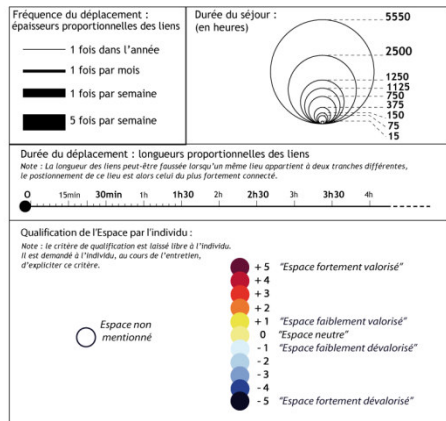 Fréquence du déplacement :
épaisseurs proportionnelles des liens
1 fois dans l'année
1 fois par mois
1 fois par semaine
5 fois par semaine
Durée du séjour :
(en heures)
5550
2500
1250
1125
750
375
150
75
15
Durée du déplacement : longueurs proportionnelles des liens
Note : La longueur des liens peut-être faussée lorsqu'un même lieu appartient à deux tranches différentes,
le postionnement de ce lieu est alors celui du plus fortement connecté.
0 15min 30min 1h 1h30 2h 2h30 3h 3h30 4h
Qualification de l'Espace par l'individu :
Note : le critère de qualification est laissé libre à l'individu.
Il est demandé à l'individu, au cours de l'entretien,
d'expliciter ce critère.
Espace non
mentionné
+ 5 "Espace fortement valorisé"
+ 4
+ 3
+ 2
+ 1 "Espace faiblement valorisé"
0 "Espace neutre"
- 1 "Espace faiblement dévalorisé"
- 2
- 3
- 4
- 5 "Espace fortement dévalorisé"